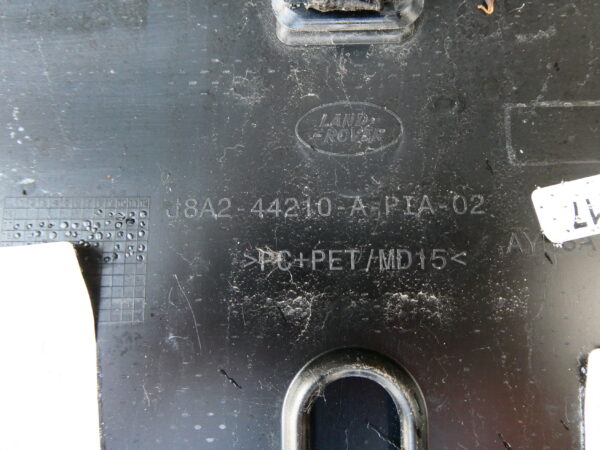 LAND-
-ROVER
J8A2-44210-A-PIA-02
>PC+PET/MD15<